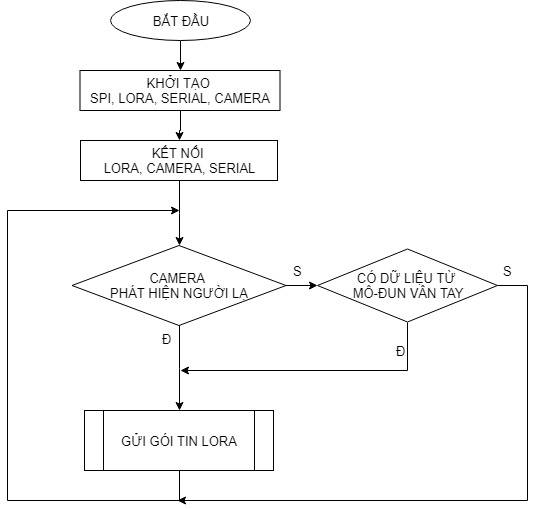 BẮT ĐẦU
KHỞI TẠO
SPI, LORA, SERIAL, CAMERA
KẾT NỐI
LORA, CAMERA, SERIAL
CAMERA
PHÁT HIỆN NGƯỜI LẠ
S
CÓ DỮ LIỆU TỪ
MÔ-ĐUN VÂN TAY
S
Đ
Đ
GỬI GÓI TIN LORA